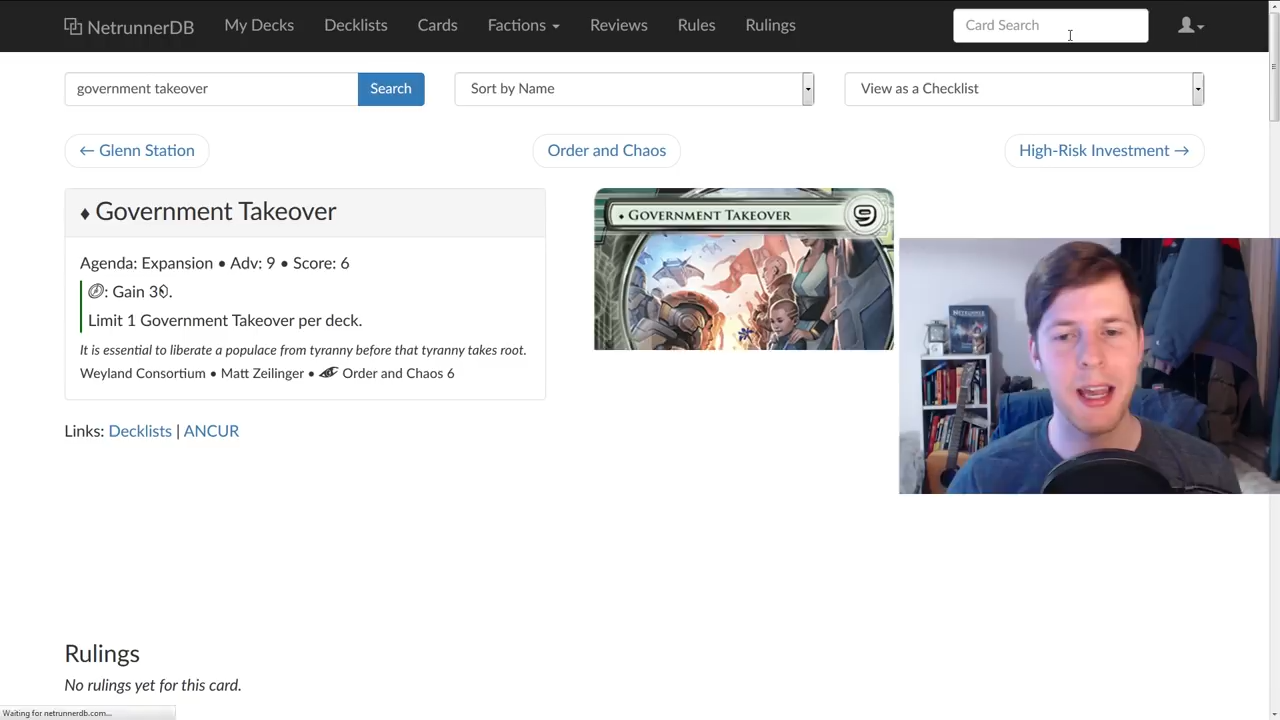 NetrunnerDB My Decks Decklists Cards Factions Reviews Rules Rulings Card Search
government takeover Search Sort by Name View as a Checklist
← Glenn Station Order and Chaos High-Risk Investment →
♦ Government Takeover
Agenda: Expansion • Adv: 9 • Score: 6
: Gain 3.
Limit 1 Government Takeover per deck.
It is essential to liberate a populace from tyranny before that tyranny takes root.
Weyland Consortium • Matt Zeilinger • Order and Chaos 6
♦ GOVERNMENT TAKEOVER 9
NETRUNNER
Links: Decklists | ANCUR
Rulings
No rulings yet for this card.
Waiting for netrunnerdb.com...